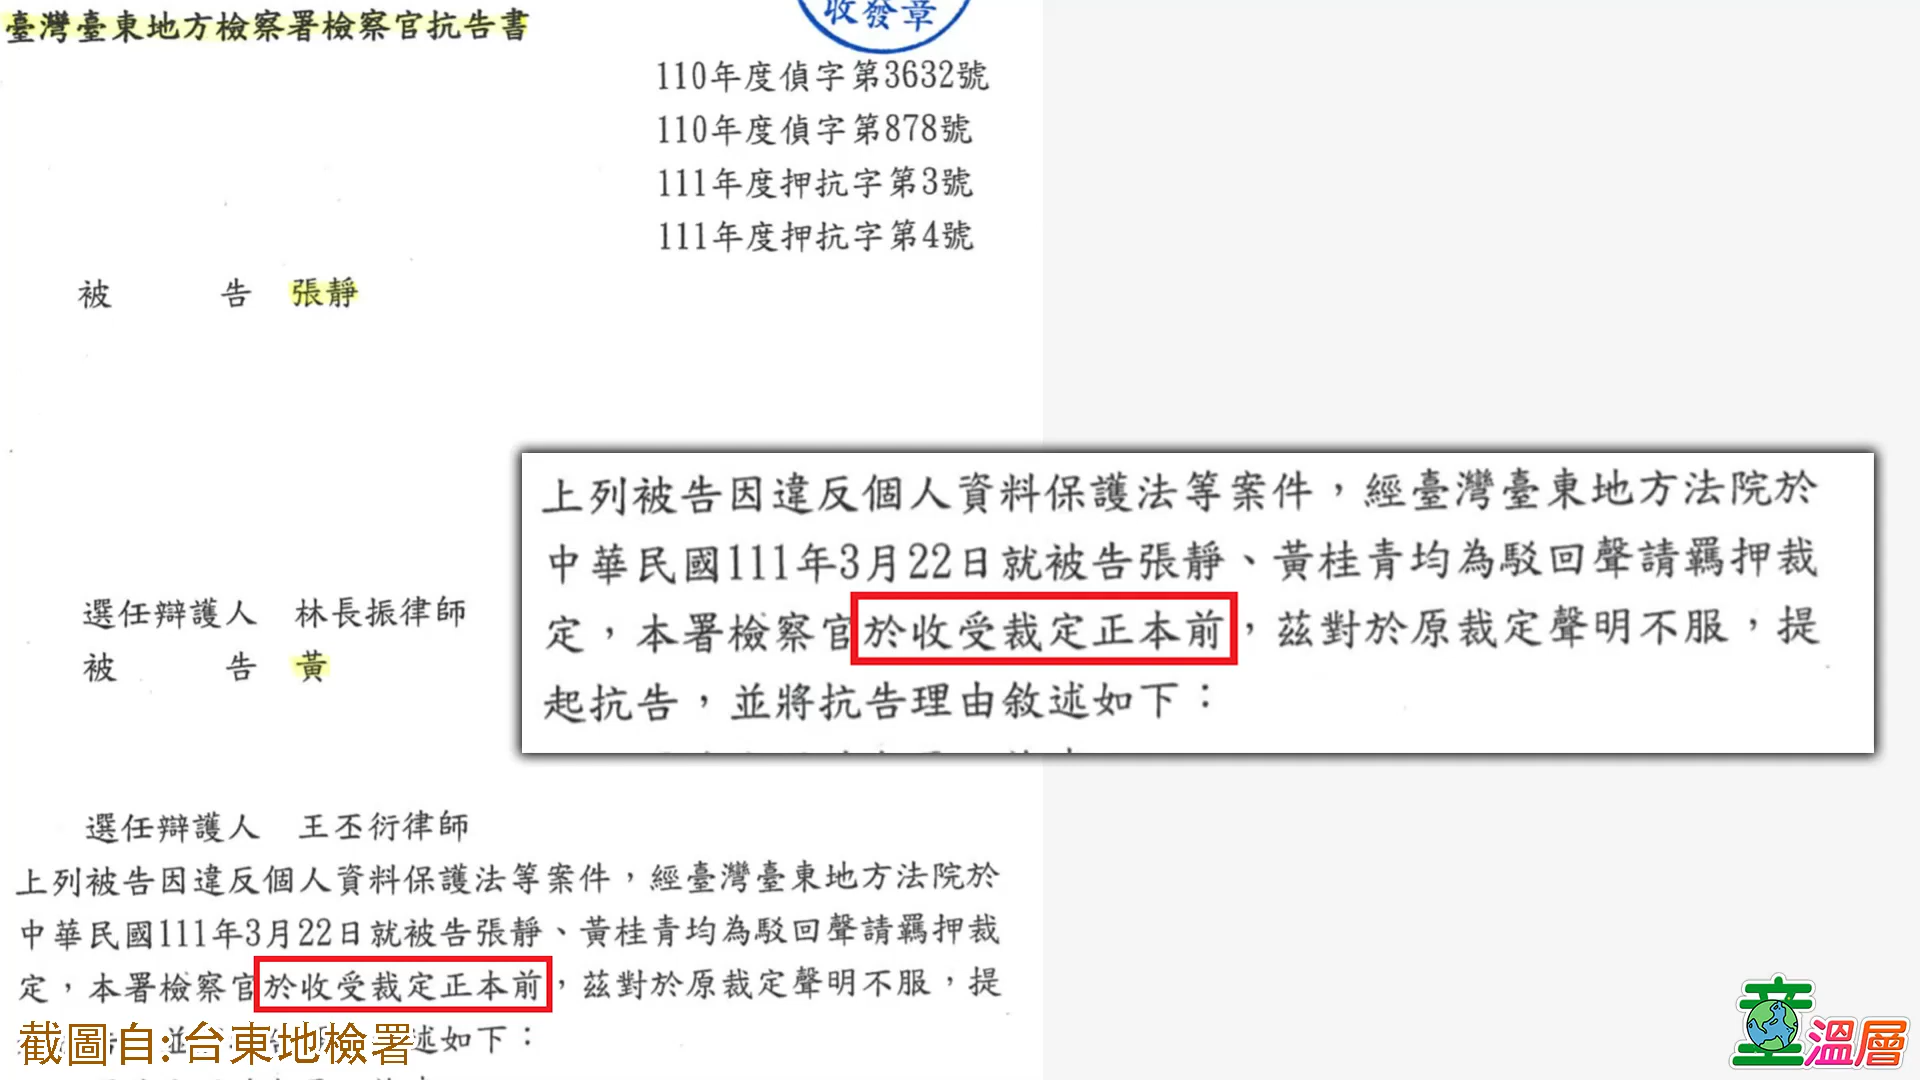 臺灣臺東地方檢察署檢察官抗告書
收發章
110年度偵字第3632號
110年度偵字第878號
111年度押抗字第3號
111年度押抗字第4號
被 告 張靜
選任辯護人 林長振律師
被 告 黃
選任辯護人 王丕衍律師
上列被告因違反個人資料保護法等案件,經臺灣臺東地方法院於
中華民國111年3月22日就被告張靜、黃桂青均為駁回聲請羈押裁
定,本署檢察官於收受裁定正本前,茲對於原裁定聲明不服,提
述如下:
上列被告因違反個人資料保護法等案件,經臺灣臺東地方法院於
中華民國111年3月22日就被告張靜、黃桂青均為駁回聲請羈押裁
定,本署檢察官於收受裁定正本前,茲對於原裁定聲明不服,提
起抗告,並將抗告理由敘述如下:
截圖自:台東地檢署
童溫層